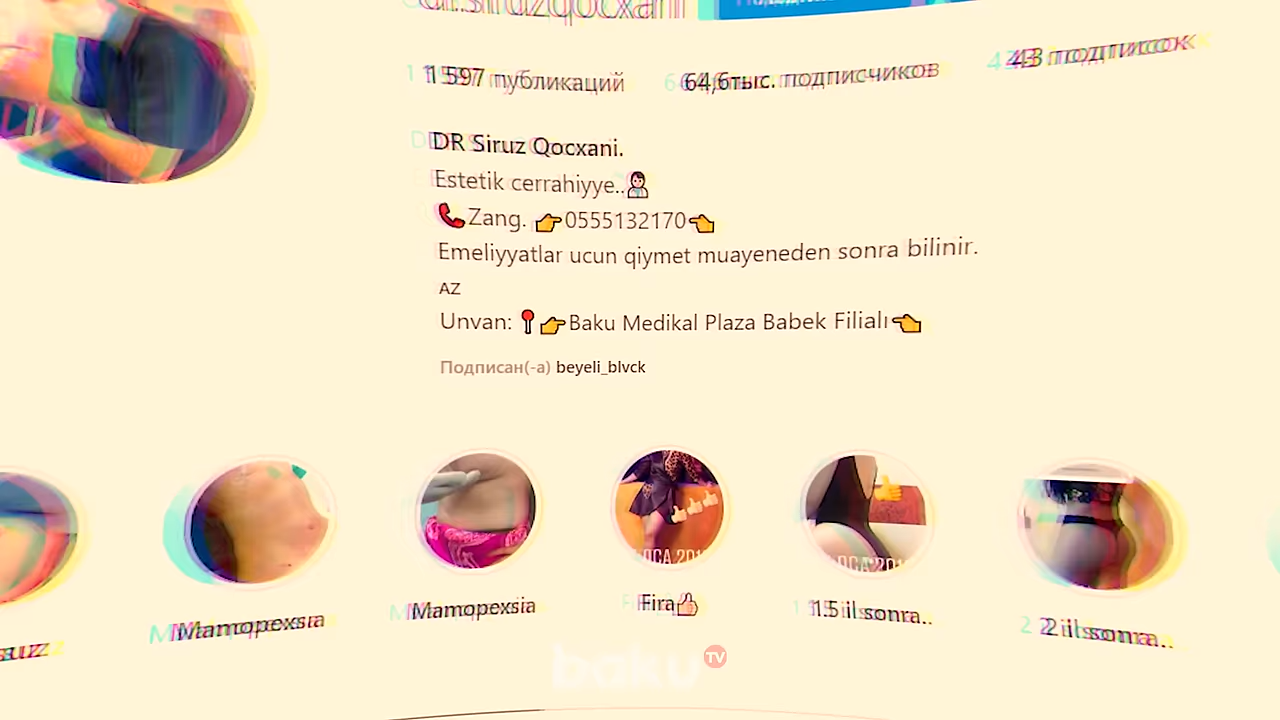 dr.siruzqocxani
1 597 публикаций
64,6тыс. подписчиков
43 подписок
DR Siruz Qocxani.
Estetik cerrahiyye..
Zang. 0555132170
Emeliyyatlar ucun qiymet muayeneden sonra bilinir.
AZ
Unvan: Baku Medikal Plaza Babek Filialı
Подписан(-а) beyeli_blvck
Mamopexsia
Mamopexsia
Fira
1.5 il sonra..
2 il sonra..
baku TV